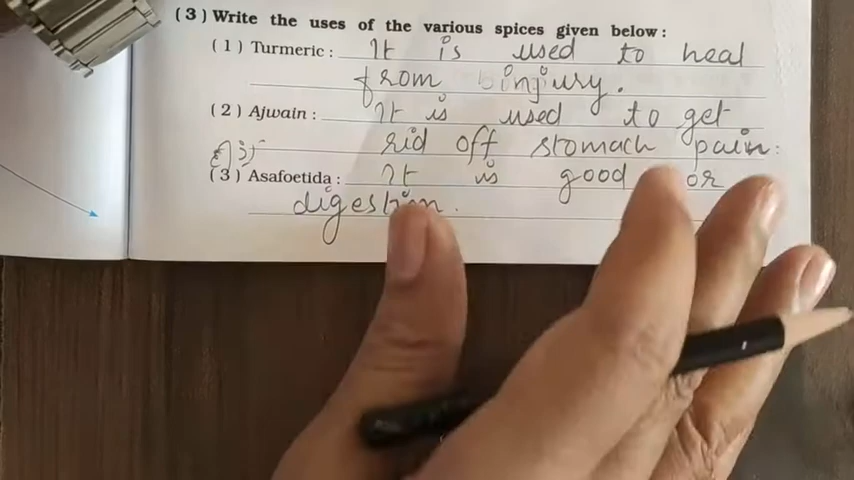 ( 3 ) Write the uses of the various spices given below :
( 1 ) Turmeric : It is used to heal
from injury.
( 2 ) Ajwain : It is used to get
rid off stomach pain.
( 3 ) Asafoetida : It is good or
digestion.